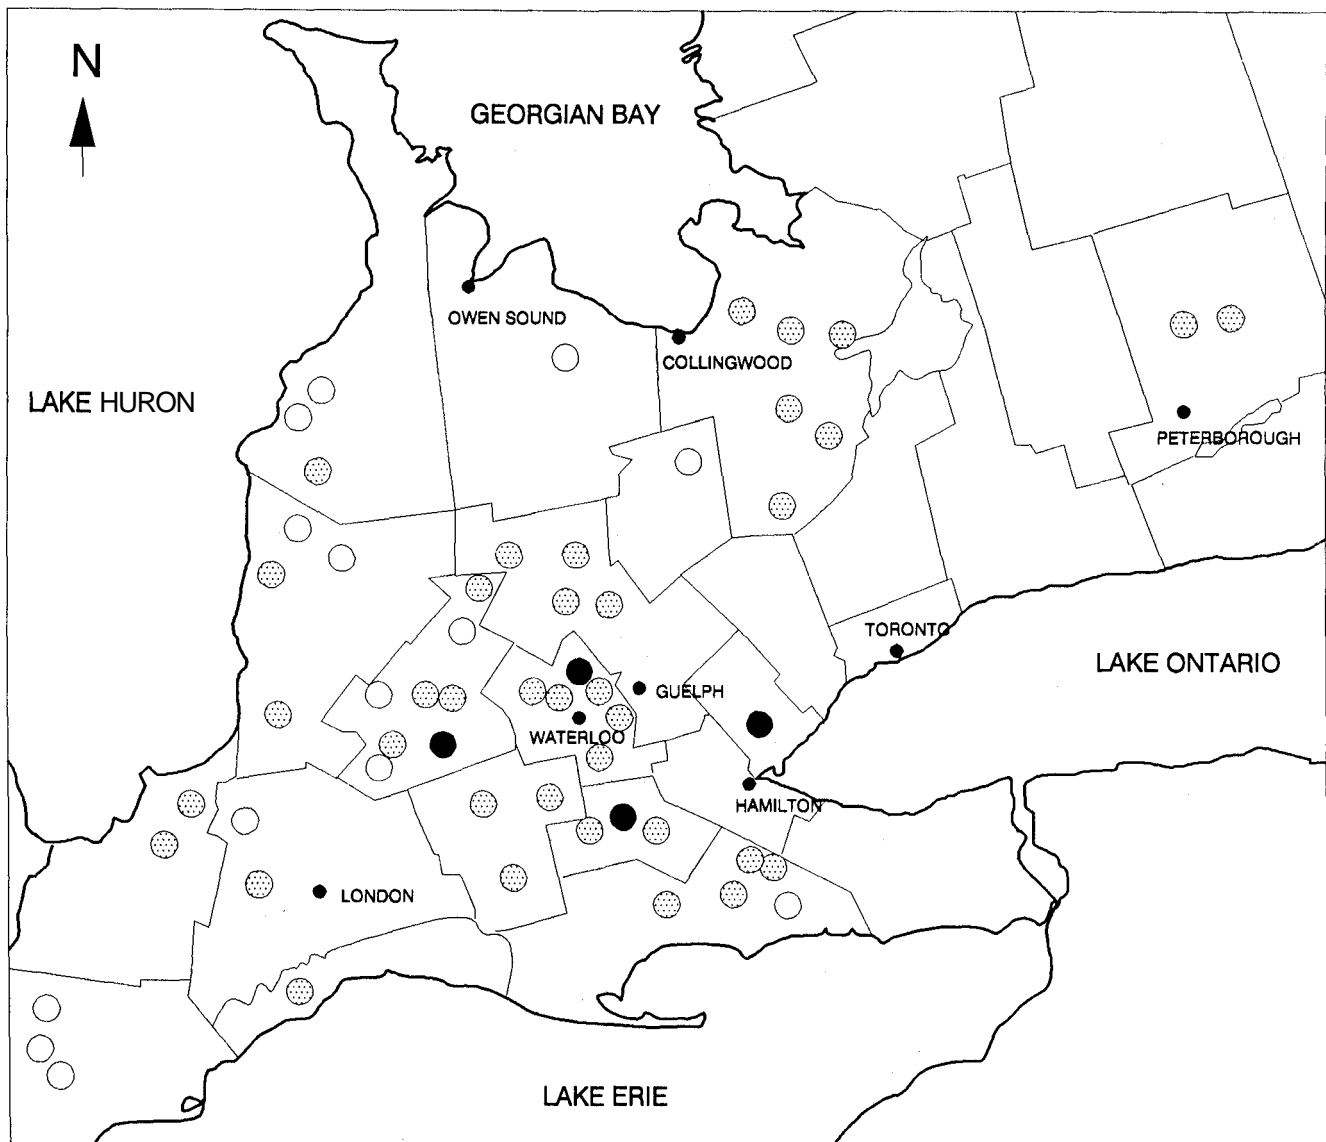 N
GEORGIAN BAY
OWEN SOUND
COLLINGWOOD
LAKE HURON
PETERBOROUGH
TORONTO
LAKE ONTARIO
GUELPH
WATERLOO
HAMILTON
LONDON
LAKE ERIE